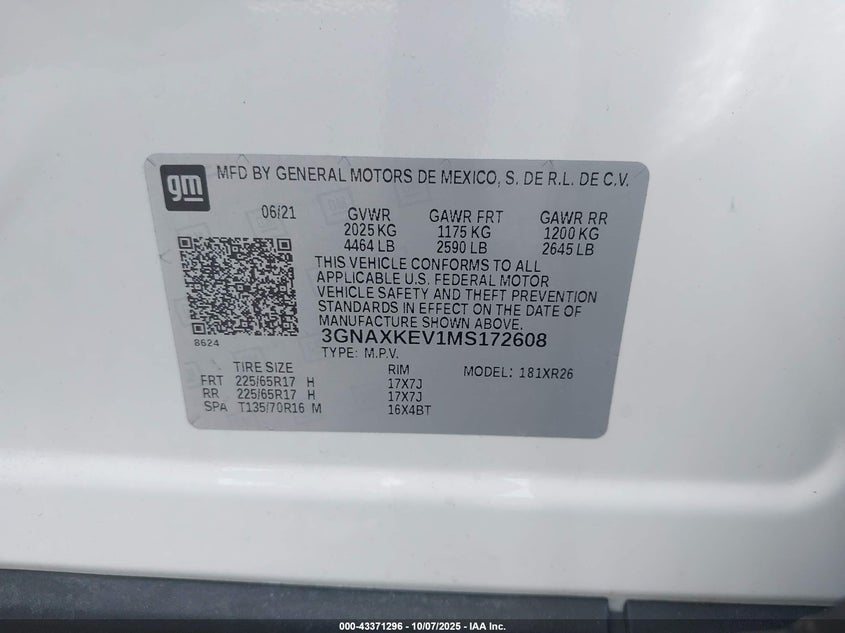 gm MFD BY GENERAL MOTORS DE MEXICO, S. DE R.L. DE C.V.
06/21 GVWR GAWR FRT GAWR RR
2025 KG 1175 KG 1200 KG
4464 LB 2590 LB 2645 LB
THIS VEHICLE CONFORMS TO ALL
APPLICABLE U.S. FEDERAL MOTOR
VEHICLE SAFETY AND THEFT PREVENTION
STANDARDS IN EFFECT ON THE DATE OF
MANUFACTURE SHOWN ABOVE.
8624
3GNAXKEV1MS172608
TYPE: M.P.V.
TIRE SIZE RIM MODEL: 181XR26
FRT 225/65R17 H 17X7J
RR 225/65R17 H 17X7J
SPA T135/70R16 M 16X4BT
000-43371296 - 10/07/2025 - IAA Inc.